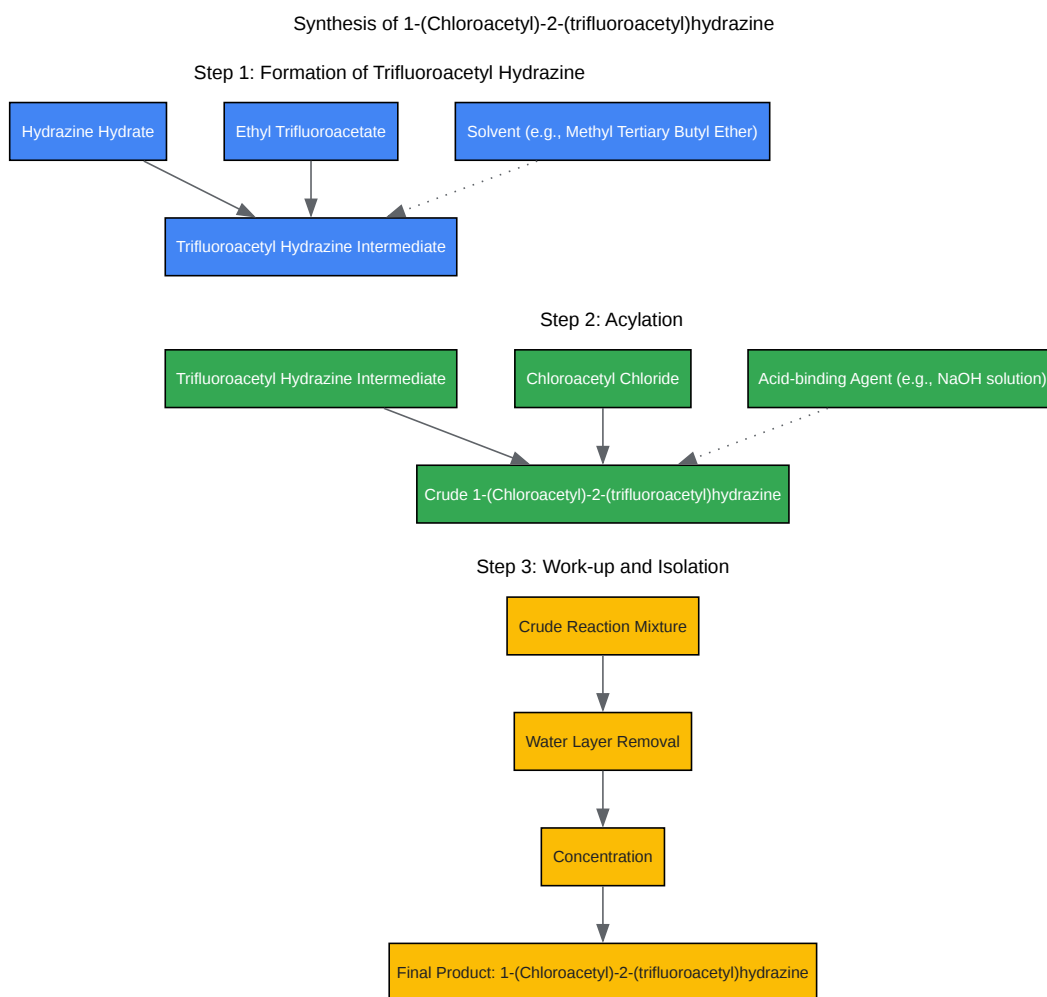 Synthesis of 1-(Chloroacetyl)-2-(trifluoroacetyl)hydrazine
Step 1: Formation of Trifluoroacetyl Hydrazine
Hydrazine Hydrate
Ethyl Trifluoroacetate
Solvent (e.g., Methyl Tertiary Butyl Ether)
Trifluoroacetyl Hydrazine Intermediate
Step 2: Acylation
Trifluoroacetyl Hydrazine Intermediate
Chloroacetyl Chloride
Acid-binding Agent (e.g., NaOH solution)
Crude 1-(Chloroacetyl)-2-(trifluoroacetyl)hydrazine
Step 3: Work-up and Isolation
Crude Reaction Mixture
Water Layer Removal
Concentration
Final Product: 1-(Chloroacetyl)-2-(trifluoroacetyl)hydrazine